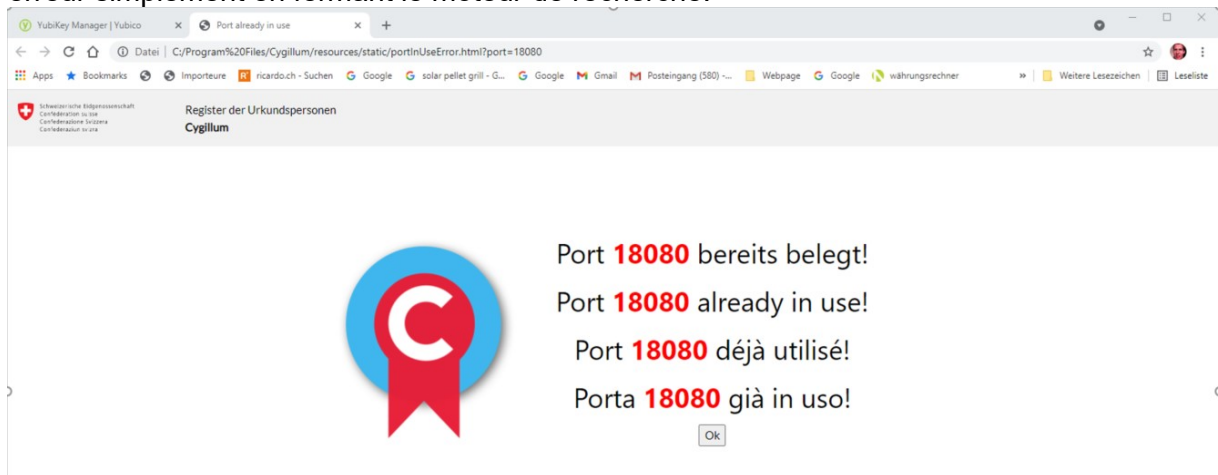 YubiKey Manager | Yubico
Port already in use
Datei | C:/Program%20Files/Cygillum/resources/static/portInUseError.html?port=18080
Apps Bookmarks Importeure ricardo.ch - Suchen Google solar pellet grill - G... Google Gmail Posteingang (580) -... Webpage Google währungsrechner » Weitere Lesezeichen Leseliste
Schweizerische Eidgenossenschaft
Confédération suisse
Confederazione Svizzera
Confederaziun svizra
Register der Urkundspersonen
Cygillum
Port 18080 bereits belegt!
Port 18080 already in use!
Port 18080 déjà utilisé!
Porta 18080 già in uso!
Ok